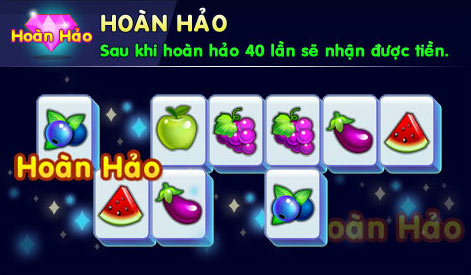 HOÀN HẢO
Hoàn Hảo
Sau khi hoàn hảo 40 lần sẽ nhận được tiền.
Hoàn Hảo
oàn Hảo